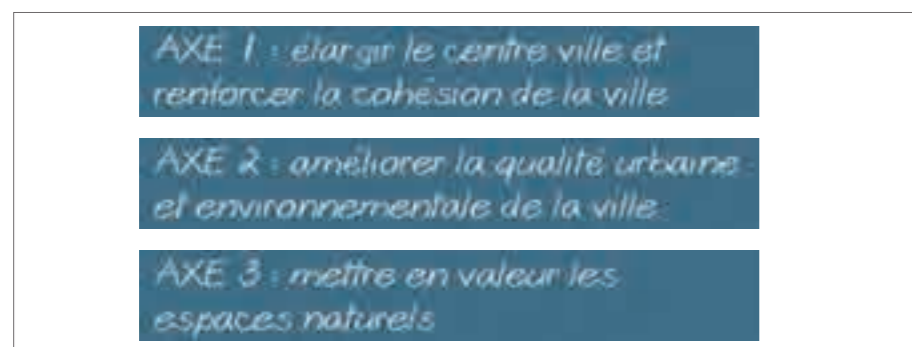 AXE 1 : élargir le centre ville et
renforcer la cohésion de la ville
AXE 2 : améliorer la qualité urbaine
et environnementale de la ville
AXE 3 : mettre en valeur les
espaces naturels